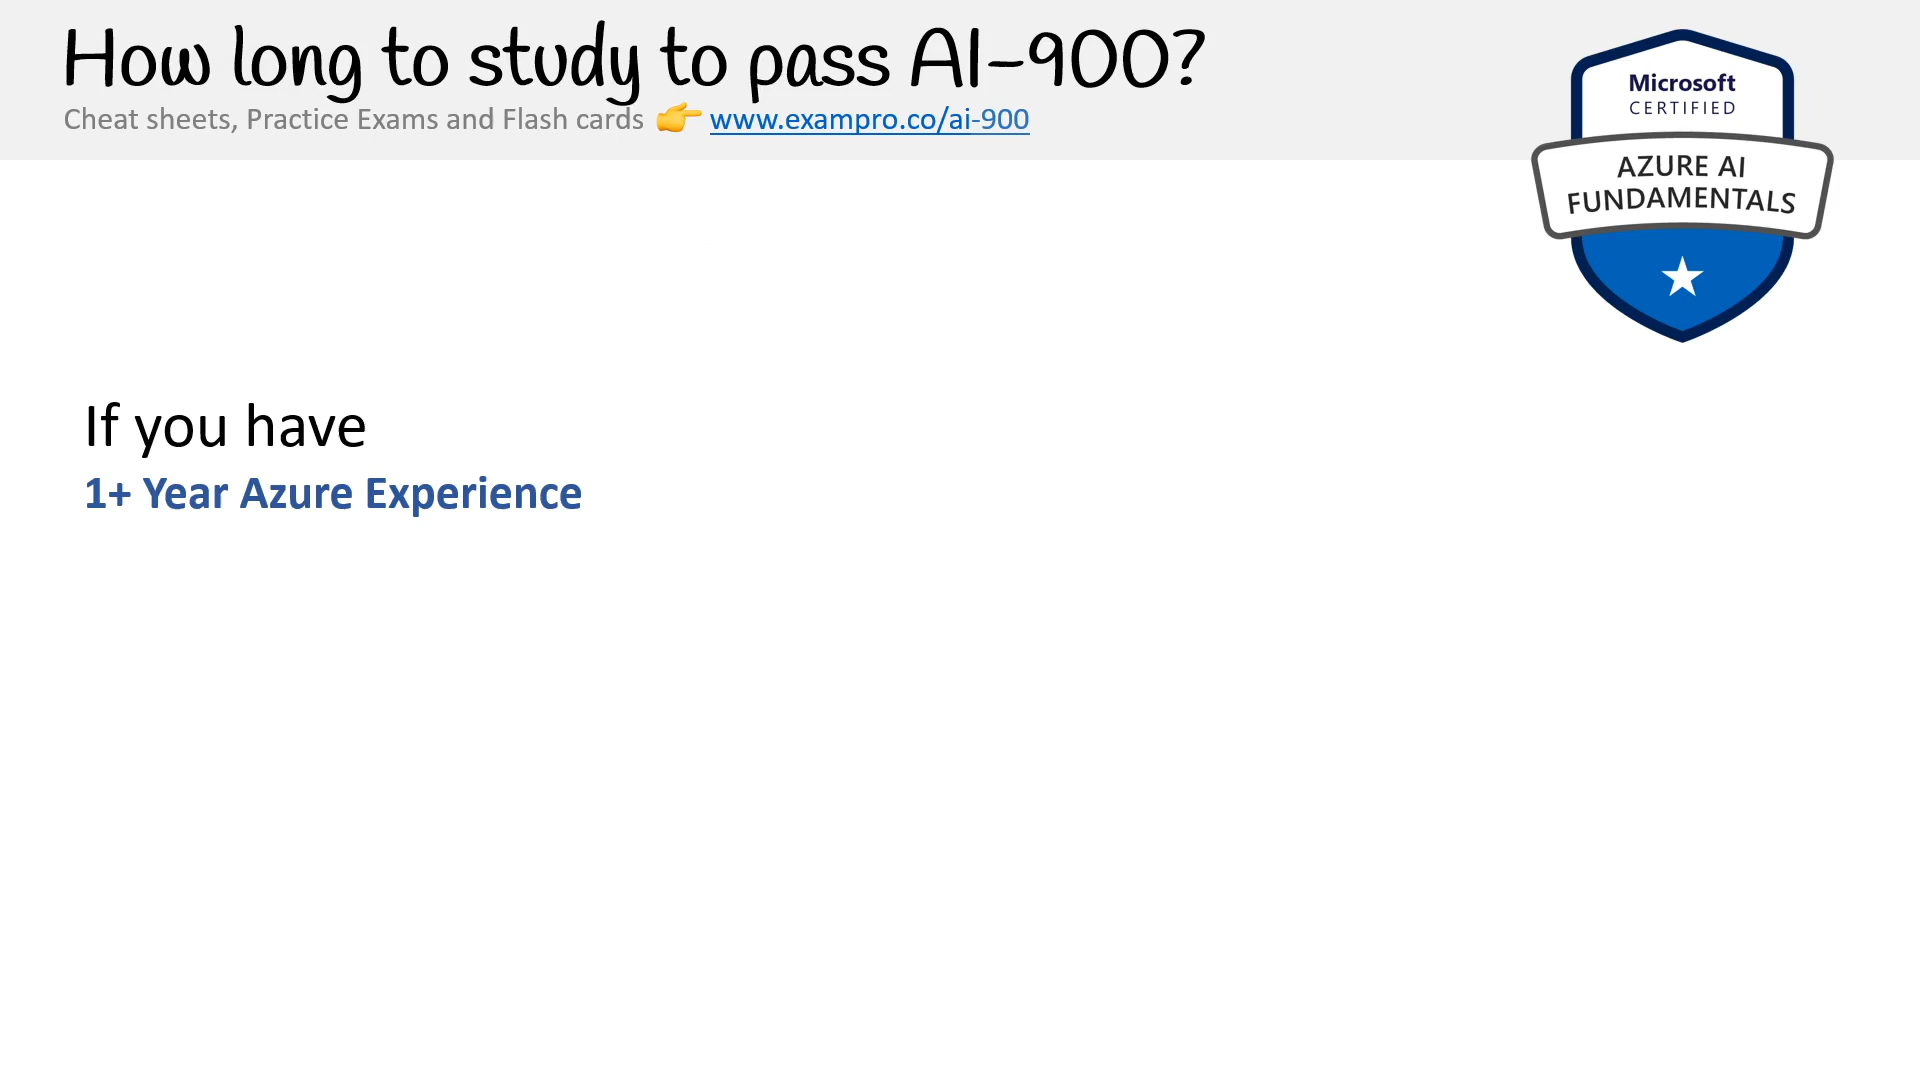 How long to study to pass AI-900?
Cheat sheets, Practice Exams and Flash cards 👉 www.exampro.co/ai-900
Microsoft
CERTIFIED
AZURE AI
FUNDAMENTALS
If you have
1+ Year Azure Experience